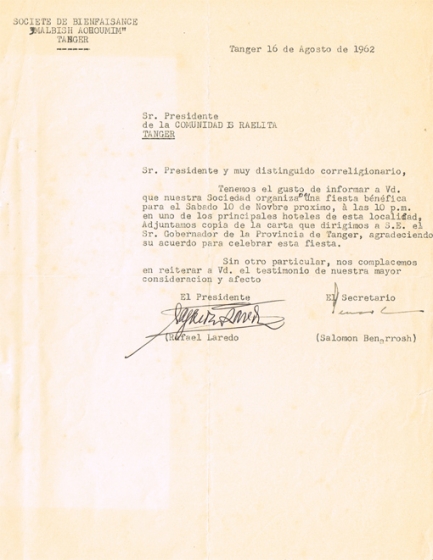 SOCIETE DE BIENFAISANCE
"MALBISH ACHOUMIM"
TANGER
Tanger 16 de Agosto de 1962
Sr. Presidente
de la COMUNIDAD IS RAELITA
TANGER
Sr. Presidente y muy distinguido correligionario,
Tenemos el gusto de informar a Vd.
que nuestra Sociedad organiza una fiesta bénéfica
para el Sabado 10 de Novbre proximo, à las 10 p.m.
en uno de los principales hoteles de esta localidad,
Adjuntamos copia de la carta que dirigimos a S.E. el
Sr. Gobernador de la Provincia de Tanger, agradeciendo
su acuerdo para celebrar esta fiesta.
Sin otro particular, nos complacemos
en reiterar a Vd. el testimonio de nuestra mayor
consideracion y afecto
El Presidente
El Secretario
(Rafael Laredo
(Salomon Benarrosh)